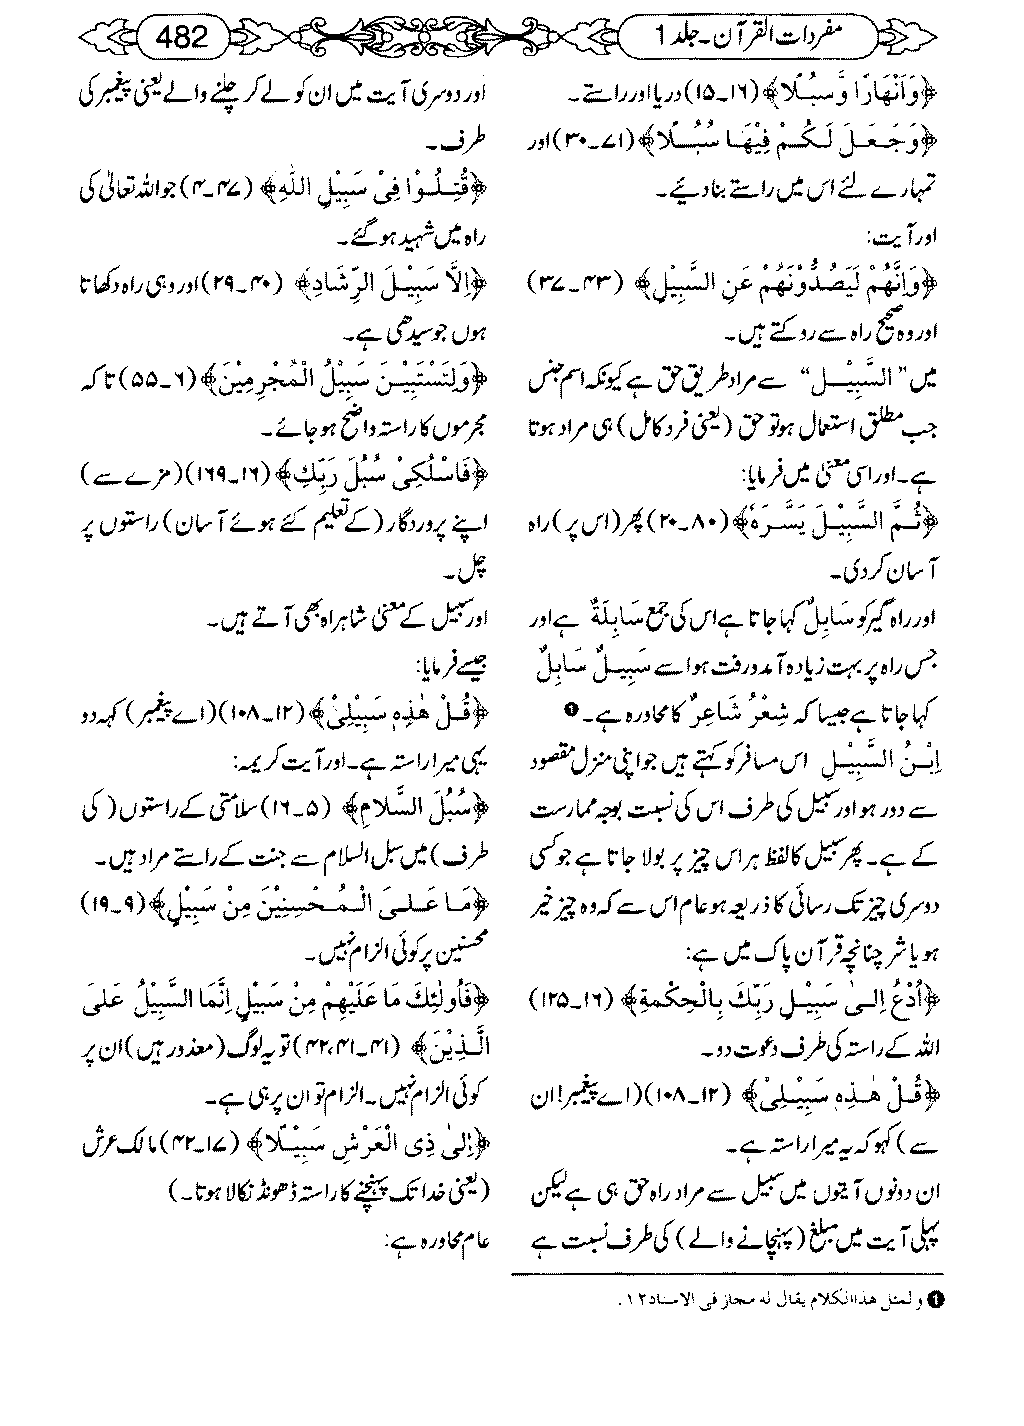 مفردات القرآن۔جلد 1
482
﴿وَاَنْهَارًا وَّسُبُلًا﴾(۱۶۔۱۵) دریا اور راستے۔
﴿وَجَعَلَ لَكُمْ فِيْهَا سُبُلًا﴾(۷۱۔۳۰) اور
تمہارے لئے اس میں راستے بنا دیئے۔
اور آیت:
﴿وَاِنَّهُمْ لَيَصُدُّوْنَهُمْ عَنِ السَّبِيْلِ﴾ (۴۳۔۳۷)
اور وہ صحیح راہ سے روکتے ہیں۔
میں ”السَّبِيْلِ“ سے مراد طریق حق ہے کیونکہ اسم جنس
جب مطلق استعمال ہو تو حق (یعنی فرد کامل) ہی مراد ہوتا
ہے۔ اور اسی معنیٰ میں فرمایا:
﴿ثُمَّ السَّبِيْلَ يَسَّرَهٗ﴾ (۸۰۔۲۰) پھر (اس پر) راہ
آسان کر دی۔
اور راہ گیر کو سَابِلٌ کہا جاتا ہے اس کی جمع سَابِلَةٌ ہے اور
جس راہ پر بہت زیادہ آمدورفت ہو اسے سَبِيلٌ سَابِلٌ
کہا جاتا ہے جیسا کہ شِعْرٌ شَاعِرٌ کا محاورہ ہے۔❶
اِبْنُ السَّبِيْلِ اس مسافر کو کہتے ہیں جو اپنی منزل مقصود
سے دور ہو اور سبیل کی طرف اس کی نسبت بوجہ ممارست
کے ہے۔ پھر سبیل کا لفظ ہر اس چیز پر بولا جاتا ہے جو کسی
دوسری چیز تک رسائی کا ذریعہ ہو عام اس سے کہ وہ چیز خیر
ہو یا شر چنانچہ قرآن پاک میں ہے:
﴿اُدْعُ اِلىٰ سَبِيْلِ رَبِّكَ بِالْحِكْمَةِ﴾ (۱۶۔۱۲۵)
اللہ کے راستہ کی طرف دعوت دو۔
﴿قُلْ هٰذِهٖ سَبِيْلِىْ﴾ (۱۲۔۱۰۸) (اے پیغمبر! ان
سے) کہو کہ یہ میرا راستہ ہے۔
ان دونوں آیتوں میں سبیل سے مراد راہ حق ہی ہے لیکن
پہلی آیت میں مبلغ (پہچانے والے) کی طرف نسبت ہے
اور دوسری آیت میں ان کو لے کر چلنے والے یعنی پیغمبر کی
طرف۔
﴿قُتِلُوْا فِىْ سَبِيْلِ اللهِ﴾ (۴۷۔۴) جو اللہ تعالیٰ کی
راہ میں شہید ہو گئے۔
﴿اِلَّا سَبِيْلَ الرَّشَادِ﴾ (۴۰۔۲۹) اور وہی راہ دکھاتا
ہوں جو سیدھی ہے۔
﴿وَلِتَسْتَبِيْنَ سَبِيْلُ الْمُجْرِمِيْنَ﴾(۶۔۵۵) تا کہ
مجرموں کا راستہ واضح ہو جائے۔
﴿فَاسْلُكِىْ سُبُلَ رَبِّكِ﴾ (۱۶۔۱۶۹) (مزے سے)
اپنے پروردگار (کے تعلیم کئے ہوئے آسان) راستوں پر
چل۔
اور سبیل کے معنیٰ شاہراہ بھی آتے ہیں۔
جیسے فرمایا:
﴿قُلْ هٰذِهٖ سَبِيْلِىْ﴾ (۱۲۔۱۰۸) (اے پیغمبر) کہہ دو
یہی میرا راستہ ہے۔ اور آیت کریمہ:
﴿سُبُلَ السَّلَامِ﴾ (۵۔۱۶) سلامتی کے راستوں (کی
طرف) میں سبل السلام سے جنت کے راستے مراد ہیں۔
﴿مَا عَلَى الْمُحْسِنِيْنَ مِنْ سَبِيْلٍ﴾ (۹۔۱۹)
محسنین پر کوئی الزام نہیں۔
﴿فَاُولٰئِكَ مَا عَلَيْهِمْ مِنْ سَبِيْلٍ اِنَّمَا السَّبِيْلُ عَلىَ
الَّذِيْنَ﴾ (۴۱۔۴۲،۴۱) تو یہ لوگ (معذور ہیں) ان پر
کوئی الزام نہیں۔ الزام تو ان پر ہی ہے۔
﴿اِلىٰ ذِى الْعَرْشِ سَبِيْلًا﴾ (۱۷۔۴۲) مالک عرش
(یعنی خدا تک پہنچنے کا راستہ ڈھونڈ نکالا ہوتا۔)
عام محاورہ ہے:
❶ و لمثل هذا الكلام يقال له مجاز فى الاسناد ۱۲.